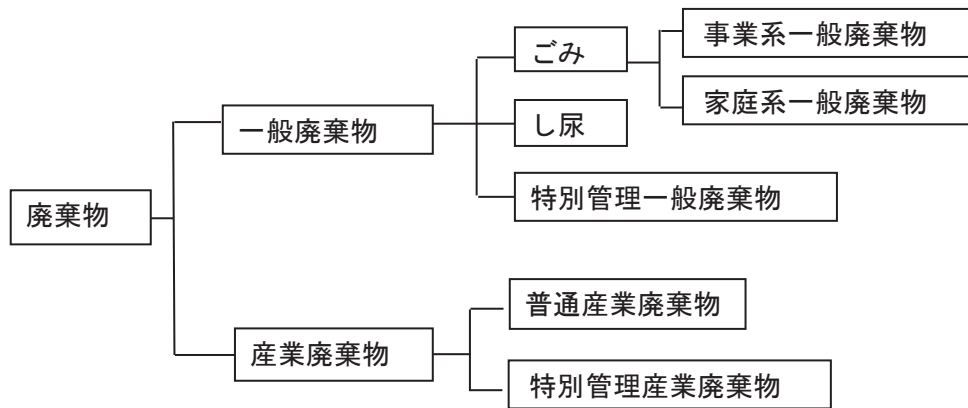 廃棄物
一般廃棄物
ごみ
事業系一般廃棄物
家庭系一般廃棄物
し尿
特別管理一般廃棄物
産業廃棄物
普通産業廃棄物
特別管理産業廃棄物